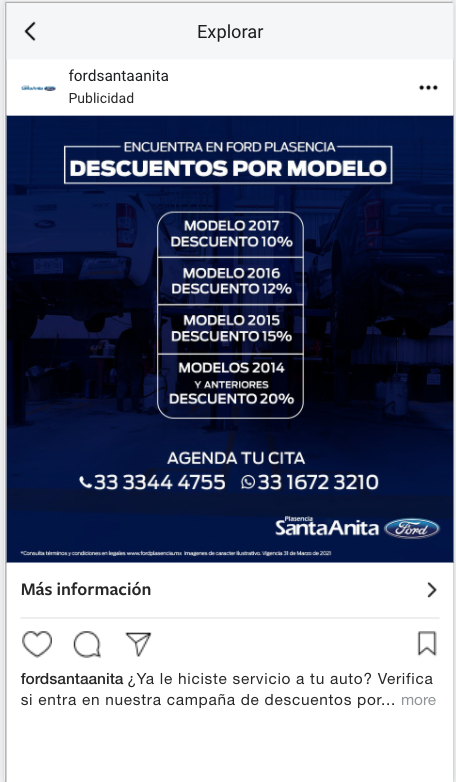 Explorar
fordsantaanita
Publicidad
ENCUENTRA EN FORD PLASENCIA
DESCUENTOS POR MODELO
MODELO 2017
DESCUENTO 10%
MODELO 2016
DESCUENTO 12%
MODELO 2015
DESCUENTO 15%
MODELOS 2014
Y ANTERIORES
DESCUENTO 20%
AGENDA TU CITA
33 3344 4755 33 1672 3210
Plasencia
SantaAnita Ford
*Consulta términos y condiciones en legales www.fordplasencia.mx Imagenes de caracter ilustrativo. Vigencia 31 de Marzo de 2021
Más información
fordsantaanita ¿Ya le hiciste servicio a tu auto? Verifica
si entra en nuestra campaña de descuentos por... more